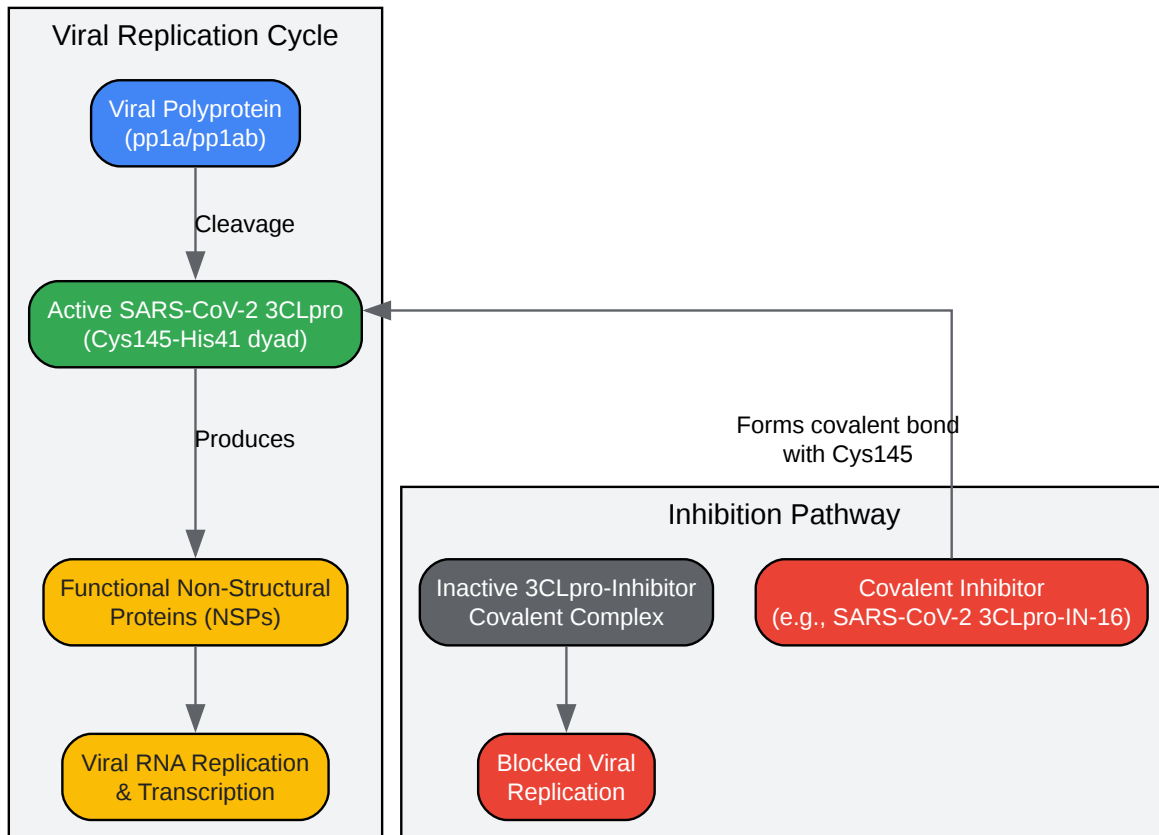 Viral Replication Cycle
Viral Polyprotein
(pp1a/pp1ab)
Cleavage
Active SARS-CoV-2 3CLpro
(Cys145-His41 dyad)
Produces
Functional Non-Structural
Proteins (NSPs)
Viral RNA Replication
& Transcription
Forms covalent bond
with Cys145
Inhibition Pathway
Inactive 3CLpro-Inhibitor
Covalent Complex
Covalent Inhibitor
(e.g., SARS-CoV-2 3CLpro-IN-16)
Blocked Viral
Replication